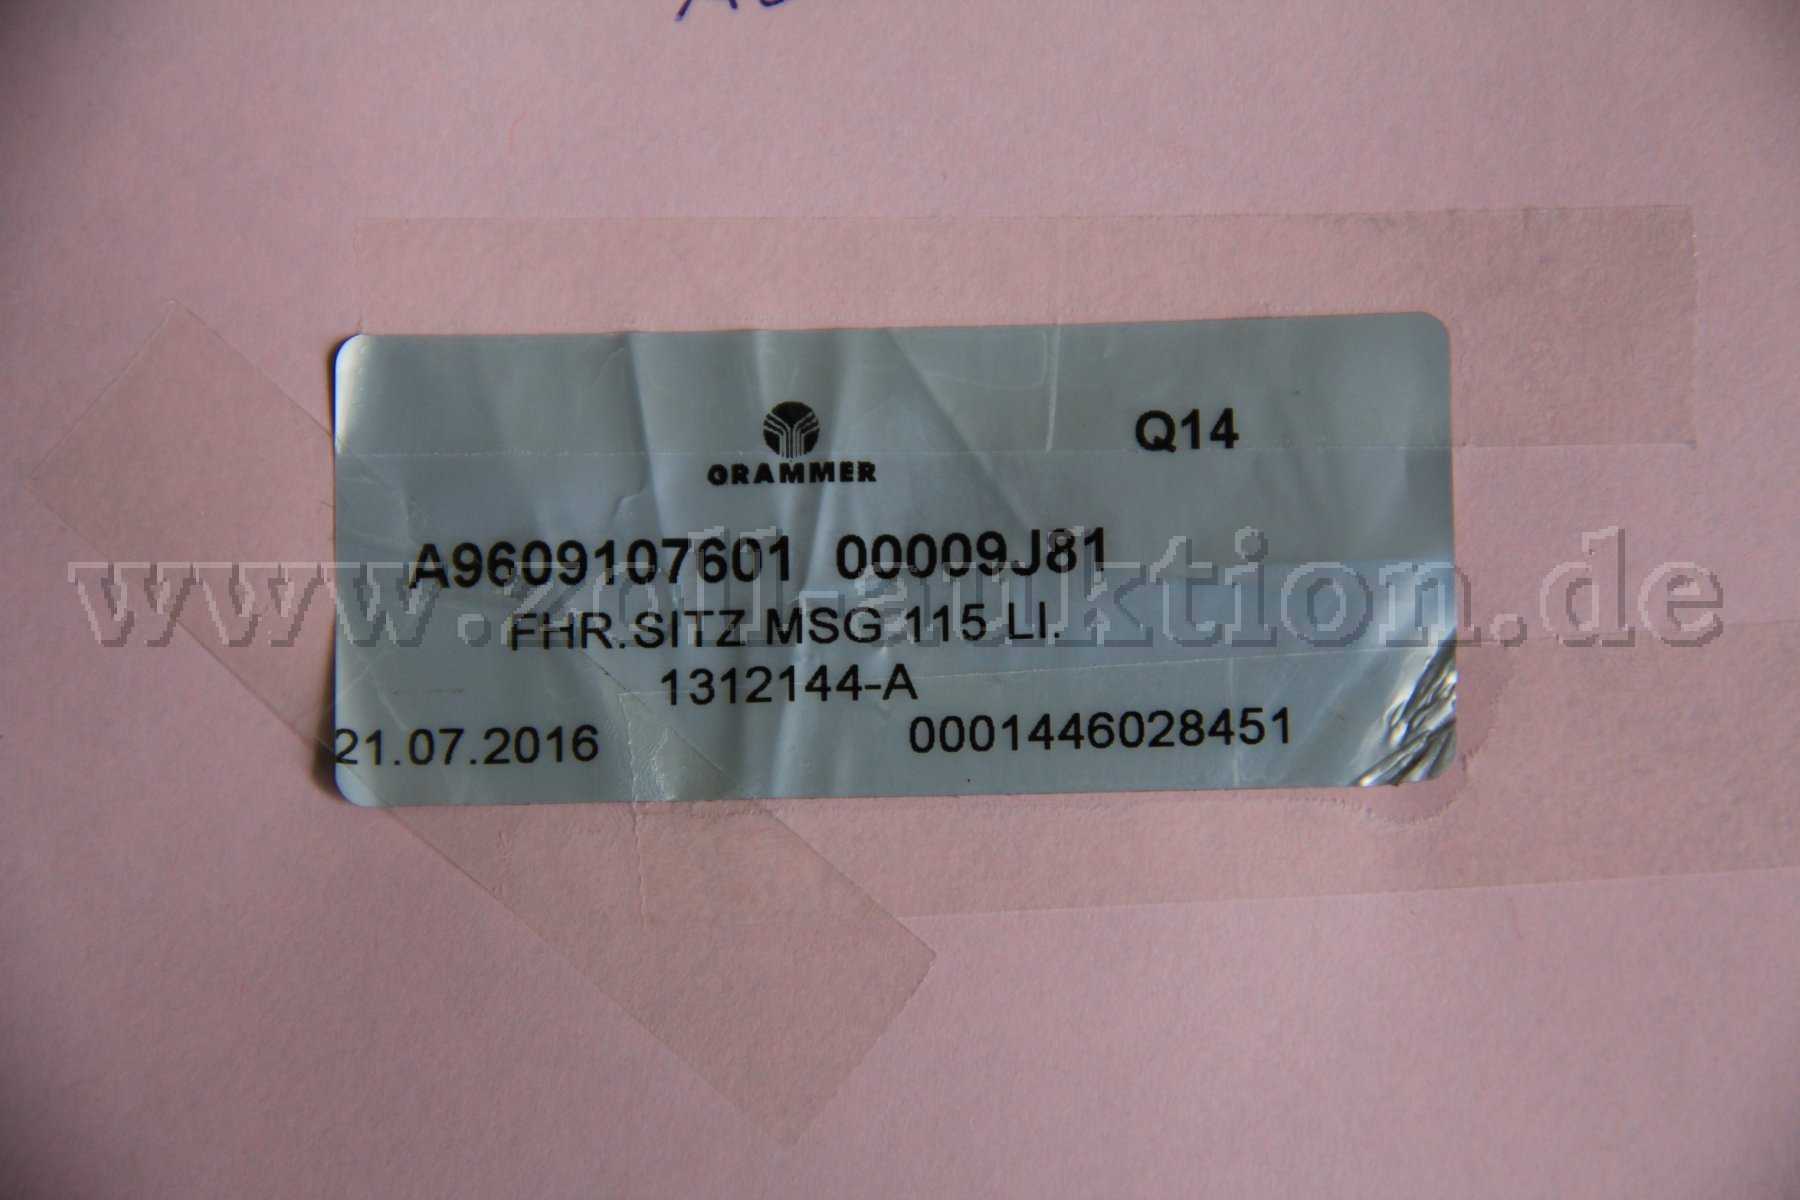 GRAMMER
Q14
A9609107601 00009J81
www.zoll-auktion.de
FHR.SITZ MSG 115 LI.
1312144-A
21.07.2016
0001446028451